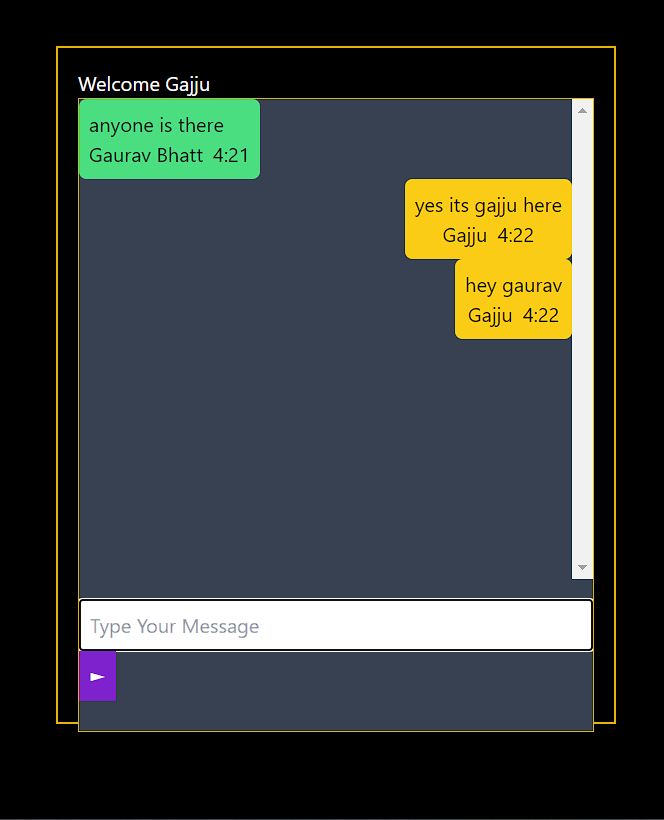 Welcome Gajju
anyone is there
Gaurav Bhatt 4:21
yes its gajju here
Gajju 4:22
hey gaurav
Gajju 4:22
Type Your Message